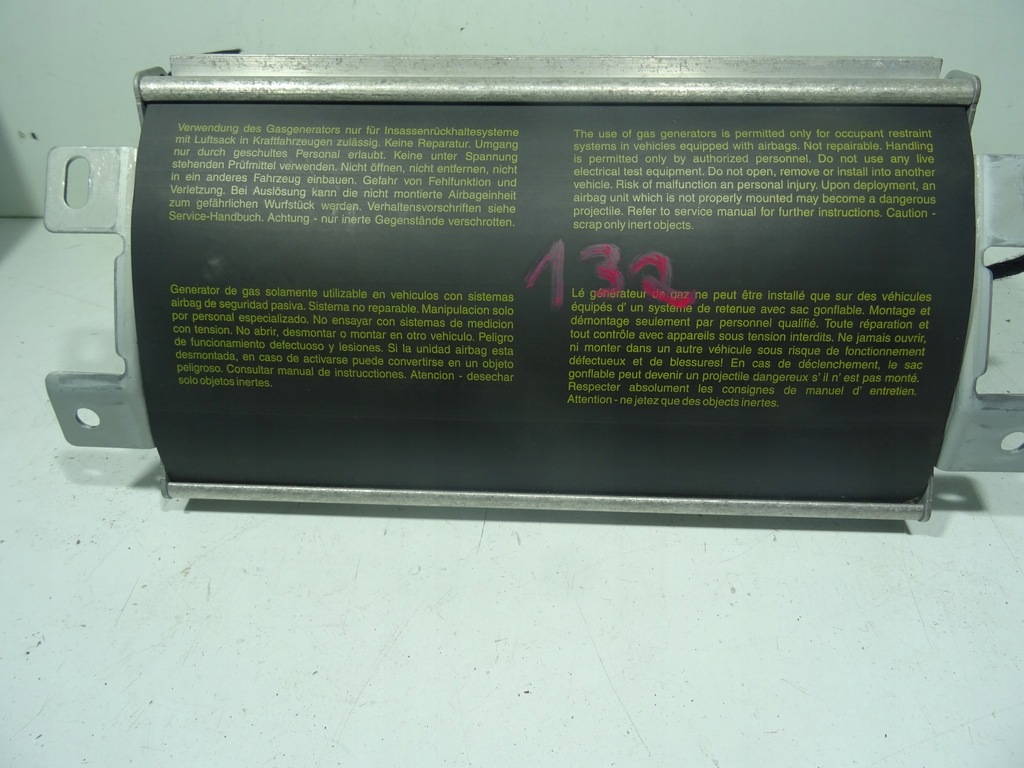 Verwendung des Gasgenerators nur für Insassenrückhaltesysteme
mit Luftsack in Kraftfahrzeugen zulässig. Keine Reparatur. Umgang
nur durch geschultes Personal erlaubt. Keine unter Spannung
stehenden Prüfmittel verwenden. Nicht öffnen, nicht entfernen, nicht
in ein anderes Fahrzeug einbauen. Gefahr von Fehlfunktion und
Verletzung. Bei Auslösung kann die nicht montierte Airbageinheit
zum gefährlichen Wurfstück werden. Verhaltensvorschriften siehe
Service-Handbuch. Achtung - nur inerte Gegenstände verschrotten.
The use of gas generators is permitted only for occupant restraint
systems in vehicles equipped with airbags. Not repairable. Handling
is permitted only by authorized personnel. Do not use any live
electrical test equipment. Do not open, remove or install into another
vehicle. Risk of malfunction an personal injury. Upon deployment, an
airbag unit which is not properly mounted may become a dangerous
projectile. Refer to service manual for further instructions. Caution -
scrap only inert objects.
132
Generator de gas solamente utilizable en vehiculos con sistemas
airbag de seguridad pasiva. Sistema no reparable. Manipulacion solo
por personal especializado. No ensayar con sistemas de medicion
con tension. No abrir, desmontar o montar en otro vehiculo. Peligro
de funcionamiento defectuoso y lesiones. Si la unidad airbag esta
desmontada, en caso de activarse puede convertirse en un objeto
peligroso. Consultar manual de instrucctiones. Atencion - desechar
solo objetos inertes.
Lé générateur de gaz ne peut être installé que sur des véhicules
équipés d' un système de retenue avec sac gonflable. Montage et
démontage seulement par personnel qualifié. Toute réparation et
tout contrôle avec appareils sous tension interdits. Ne jamais ouvrir,
ni monter dans un autre véhicule sous risque de fonctionnement
défectueux et de blessures! En cas de déclenchement, le sac
gonflable peut devenir un projectile dangereux s' il n' est pas monté.
Respecter absolument les consignes de manuel d' entretien.
Attention - ne jetez que des objects inertes.